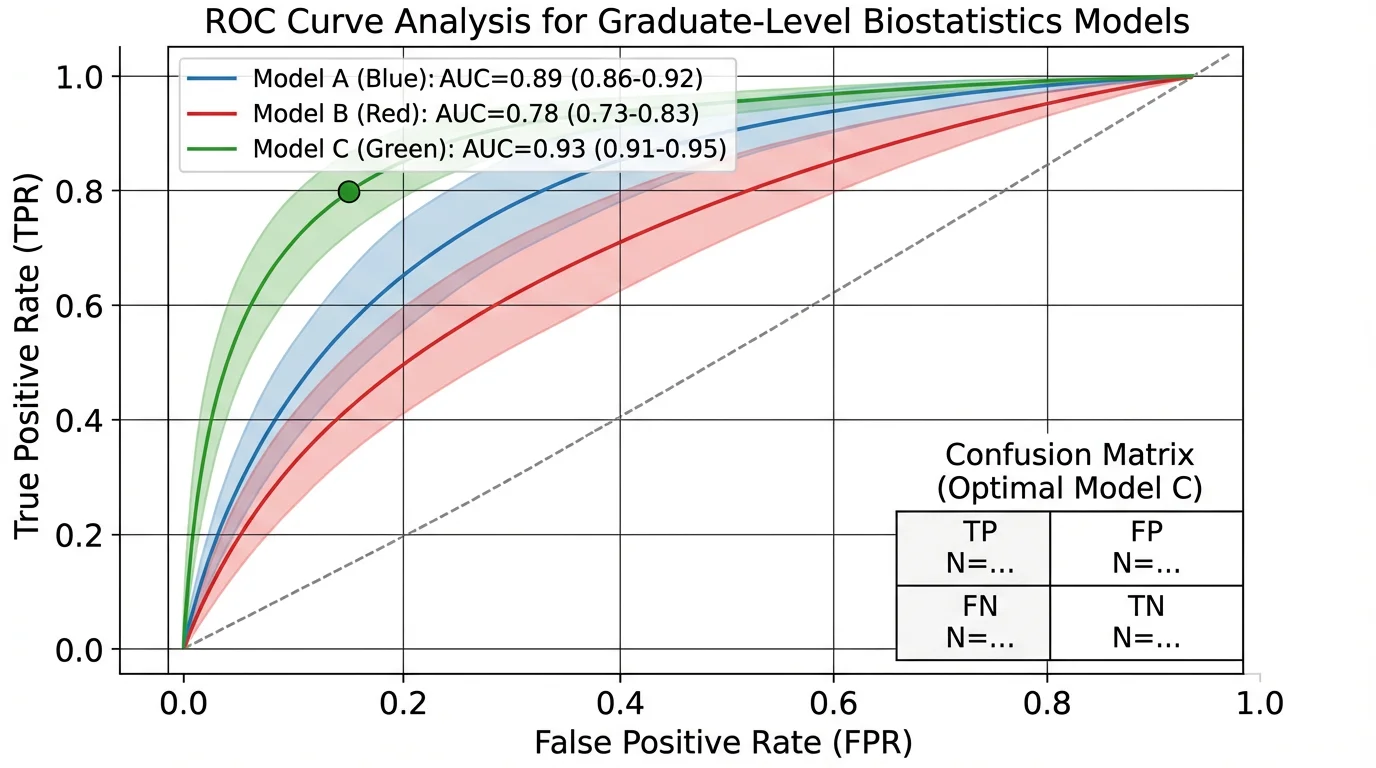 ROC Curve Analysis for Graduate-Level Biostatistics Models
Model A (Blue): AUC=0.89 (0.86-0.92)
Model B (Red): AUC=0.78 (0.73-0.83)
Model C (Green): AUC=0.93 (0.91-0.95)
True Positive Rate (TPR)
1.0
0.8
0.6
0.4
0.2
0.0
Confusion Matrix
(Optimal Model C)
TP FP
N=... N=...
FN TN
N=... N=...
0.0 0.2 0.4 0.6 0.8 1.0
False Positive Rate (FPR)